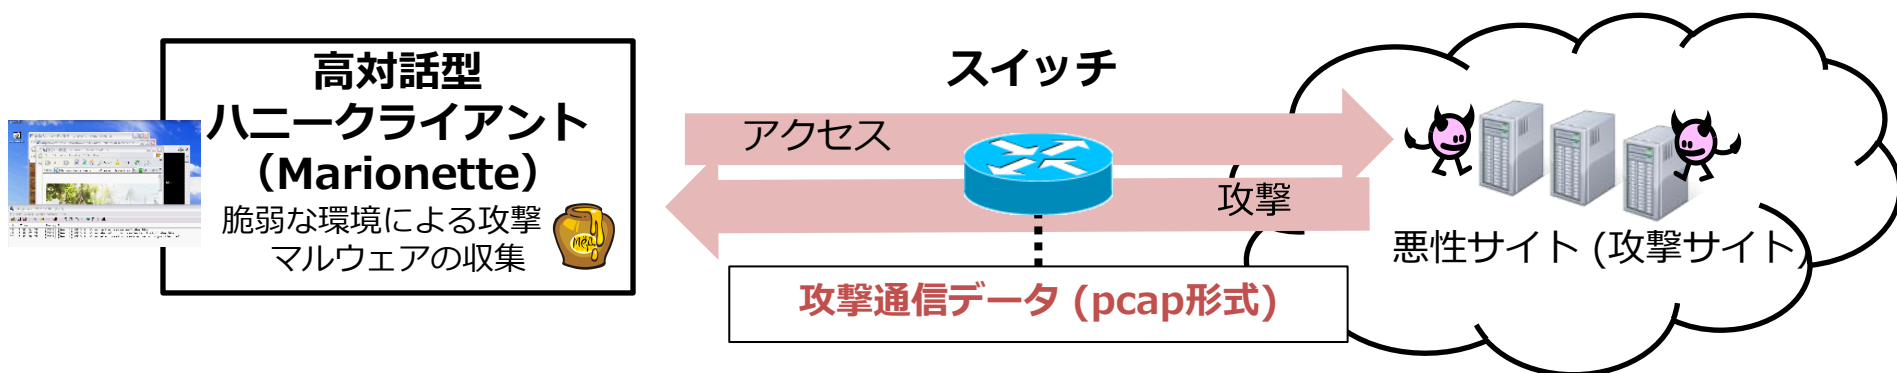 高対話型
ハニークライアント
(Marionette)
脆弱な環境による攻撃
マルウェアの収集
スイッチ
アクセス
攻撃
攻撃通信データ (pcap形式)
悪性サイト (攻撃サイト)